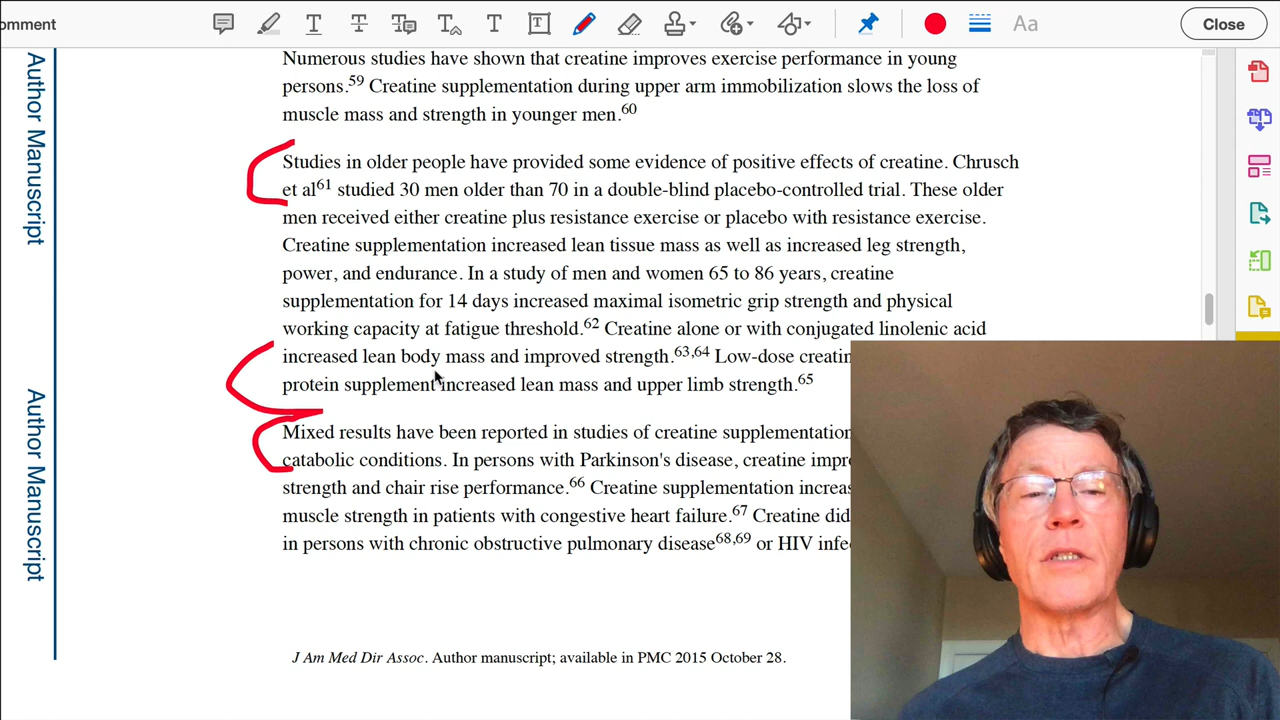 omment
Close
Numerous studies have shown that creatine improves exercise performance in young
persons.59 Creatine supplementation during upper arm immobilization slows the loss of
muscle mass and strength in younger men.60
Studies in older people have provided some evidence of positive effects of creatine. Chrusch
et al61 studied 30 men older than 70 in a double-blind placebo-controlled trial. These older
men received either creatine plus resistance exercise or placebo with resistance exercise.
Creatine supplementation increased lean tissue mass as well as increased leg strength,
power, and endurance. In a study of men and women 65 to 86 years, creatine
supplementation for 14 days increased maximal isometric grip strength and physical
working capacity at fatigue threshold.62 Creatine alone or with conjugated linolenic acid
increased lean body mass and improved strength.63,64 Low-dose creatin
protein supplement increased lean mass and upper limb strength.65
Mixed results have been reported in studies of creatine supplementation
catabolic conditions. In persons with Parkinson's disease, creatine impro
strength and chair rise performance.66 Creatine supplementation increas
muscle strength in patients with congestive heart failure.67 Creatine did
in persons with chronic obstructive pulmonary disease68,69 or HIV infe
J Am Med Dir Assoc. Author manuscript; available in PMC 2015 October 28.
Author Manuscript
Author Manuscript
T
T
T
T
T
T
Aa